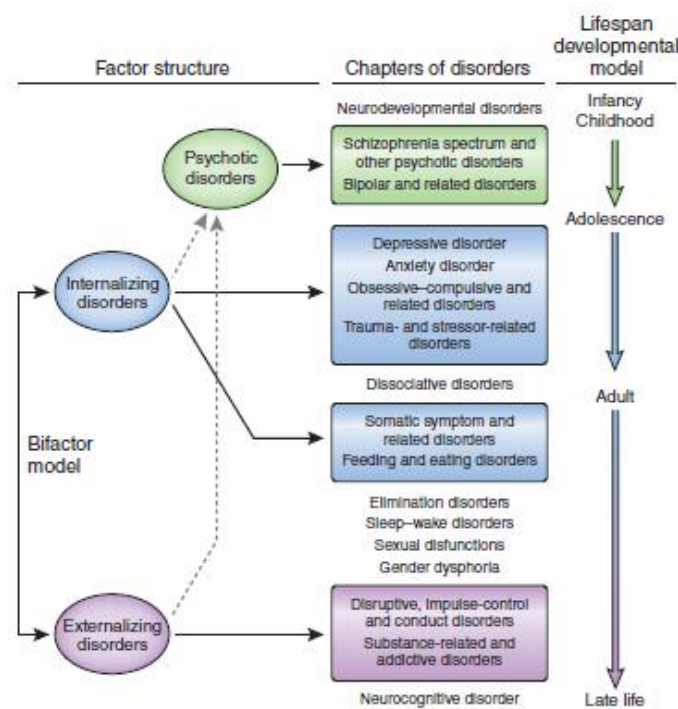 Factor structure
Chapters of disorders
Lifespan
developmental
model
Neurodevelopmental disorders
Infancy
Childhood
Psychotic
disorders
Schizophrenia spectrum and
other psychotic disorders
Bipolar and related disorders
Adolescence
Internalizing
disorders
Depressive disorder
Anxiety disorder
Obsessive–compulsive and
related disorders
Trauma- and stressor-related
disorders
Dissociative disorders
Adult
Bifactor
model
Somatic symptom and
related disorders
Feeding and eating disorders
Elimination disorders
Sleep–wake disorders
Sexual disfunctions
Gender dysphoria
Externalizing
disorders
Disruptive, Impulse-control
and conduct disorders
Substance-related and
addictive disorders
Neurocognitive disorder
Late life